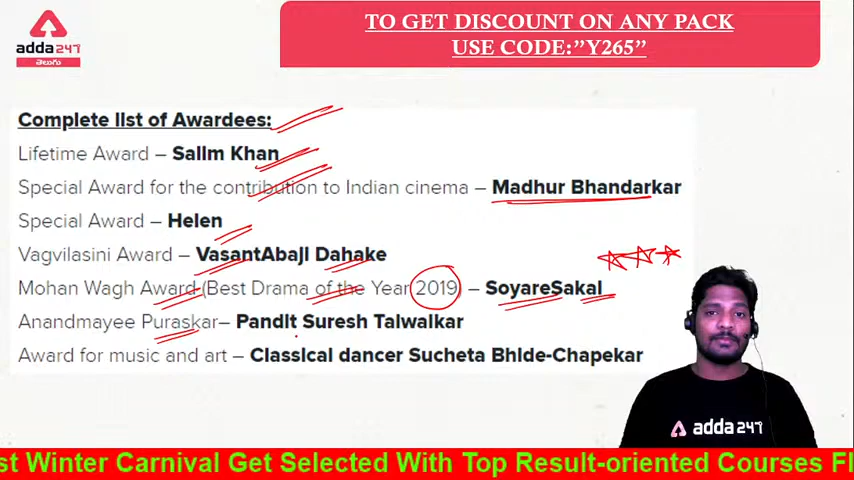 TO GET DISCOUNT ON ANY PACK
USE CODE:”Y265”
adda247
తెలుగు
Complete list of Awardees:
Lifetime Award – Salim Khan
Special Award for the contribution to Indian cinema – Madhur Bhandarkar
Special Award – Helen
Vagvilasini Award – VasantAbaji Dahake
Mohan Wagh Award (Best Drama of the Year 2019) – SoyareSakal
Anandmayee Puraskar– Pandit Suresh Talwalkar
Award for music and art – Classical dancer Sucheta Bhide-Chapekar
adda247
st Winter Carnival Get Selected With Top Result-oriented Courses Fl